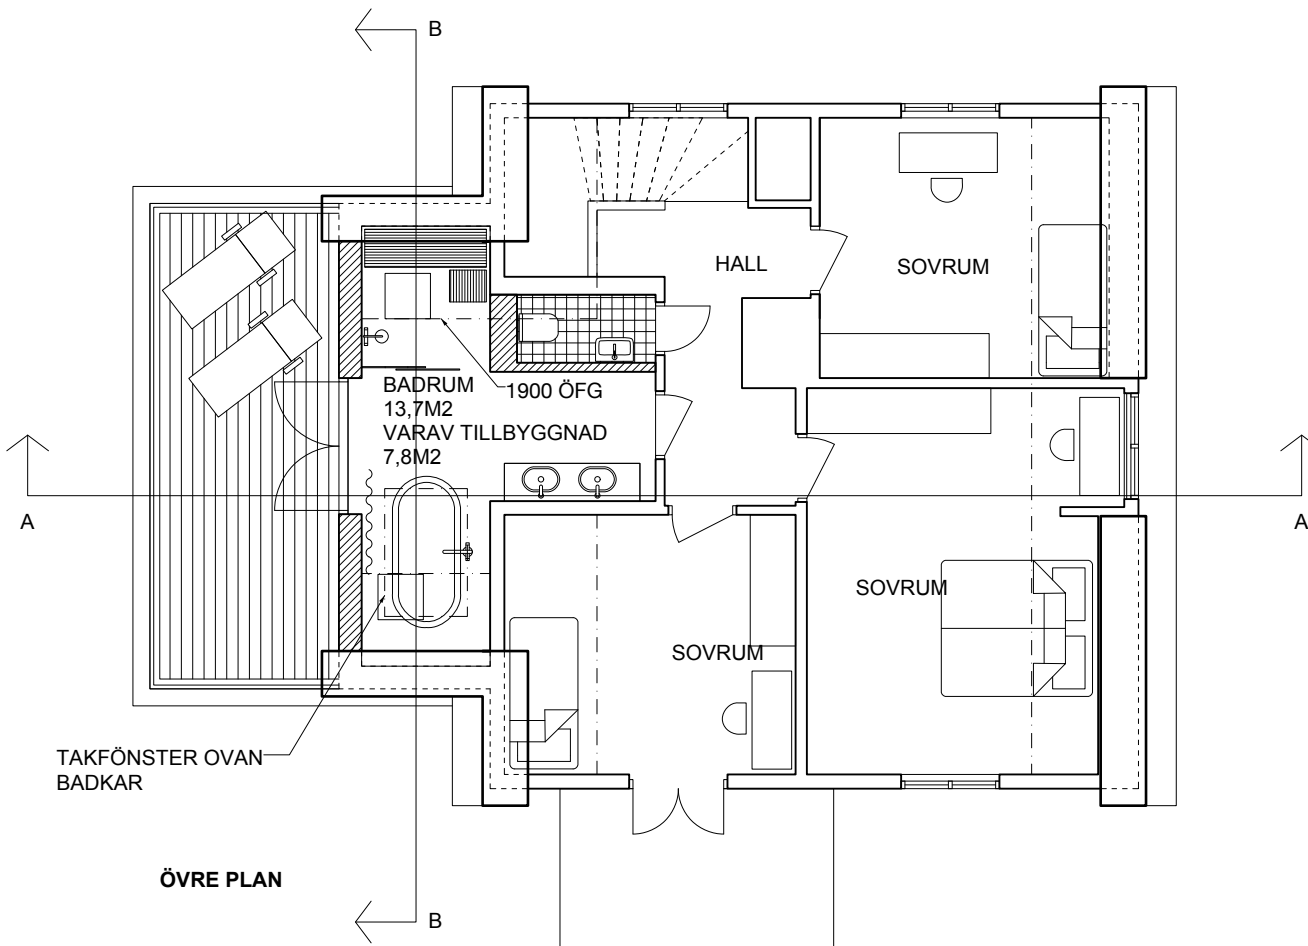 B
HALL
SOVRUM
BADRUM
13,7M2
VARAV TILLBYGGNAD
7,8M2
1900 ÖFG
A
A
SOVRUM
SOVRUM
TAKFÖNSTER OVAN
BADKAR
ÖVRE PLAN
B